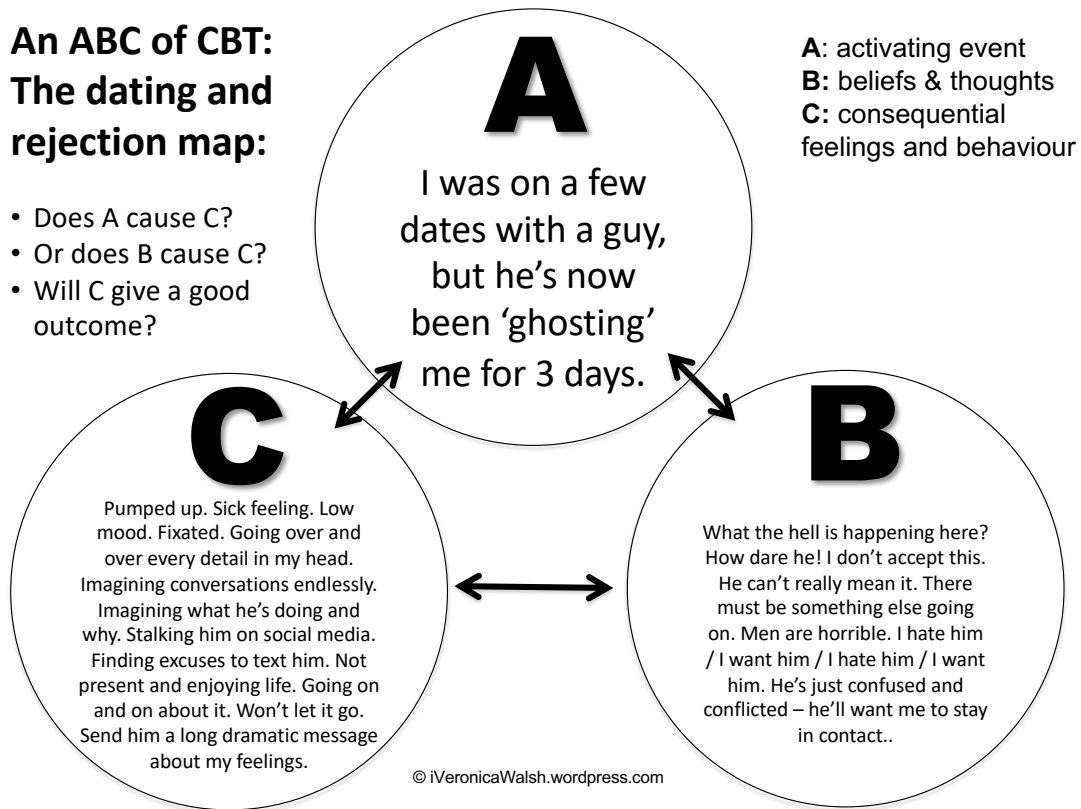 An ABC of CBT:
The dating and
rejection map:
• Does A cause C?
• Or does B cause C?
• Will C give a good
outcome?
A: activating event
B: beliefs & thoughts
C: consequential
feelings and behaviour
A
I was on a few
dates with a guy,
but he’s now
been ‘ghosting’
me for 3 days.
B
What the hell is happening here?
How dare he! I don’t accept this.
He can’t really mean it. There
must be something else going
on. Men are horrible. I hate him
/ I want him / I hate him / I want
him. He’s just confused and
conflicted – he’ll want me to stay
in contact..
C
Pumped up. Sick feeling. Low
mood. Fixated. Going over and
over every detail in my head.
Imagining conversations endlessly.
Imagining what he’s doing and
why. Stalking him on social media.
Finding excuses to text him. Not
present and enjoying life. Going on
and on about it. Won’t let it go.
Send him a long dramatic message
about my feelings.
© iVeronicaWalsh.wordpress.com